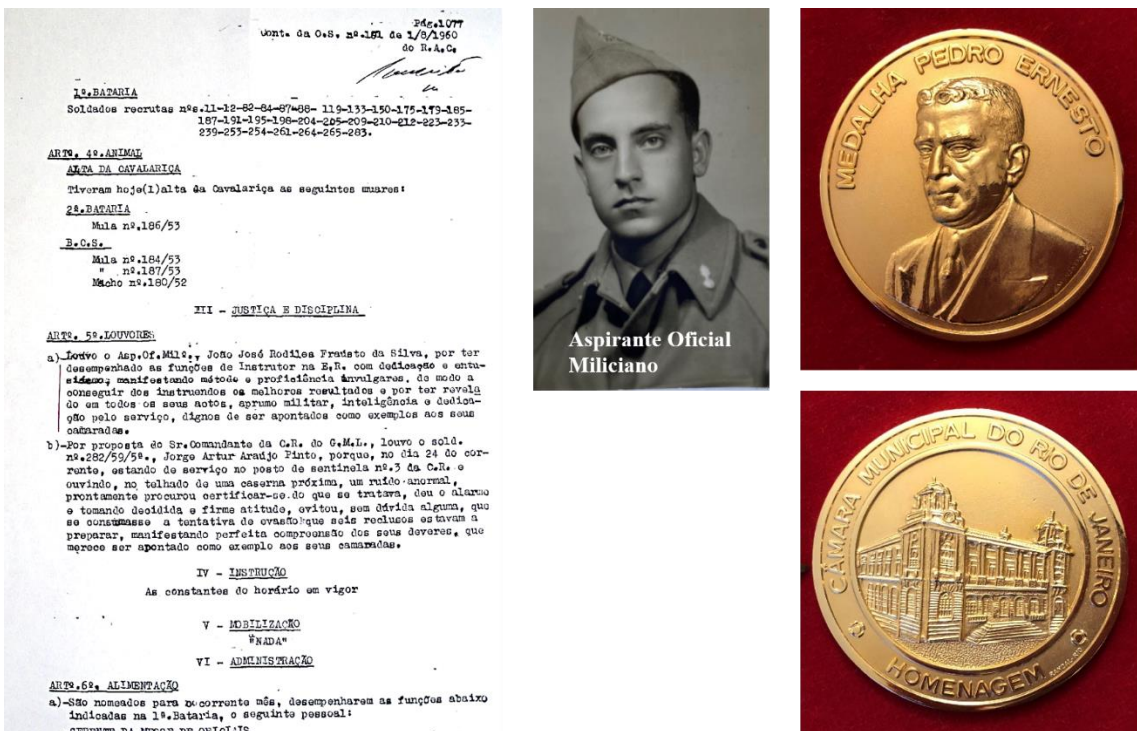 Pág.1077
Cont. da O.S. nº.181 de 1/8/1960
do R.A.C.
1ª.BATARIA
Soldados recrutas nºs.11-12-82-84-87-88- 119-133-150-175-179-185-
187-191-195-198-204-205-209-210-212-223-233-
239-253-254-261-264-265-283.
ARTº. 4º.ANIMAL
ALTA DA CAVALARIÇA
Tiveram hoje(1)alta da Cavalariça as seguintes muares:
2ª.BATARIA
Mula nº.186/53
B.C.S.
Mula nº.184/53
" nº.187/53
Macho nº.180/52
III - JUSTIÇA E DISCIPLINA
ARTº. 5º.LOUVORES
a)-Louvo o Asp.Of.Milº., João José Rodiles Fraústo da Silva, por ter
desempenhado as funções de Instrutor na E.R. com dedicação e entu-
siásmo, manifestando método e proficiência invulgares, de modo a
conseguir dos instruendos os melhores resultados e por ter revela
do em todos os seus actos, aprumo militar, inteligência e dedica-
ção pelo serviço, dignos de ser apontados como exemplos aos seus
camaradas.
b)-Por proposta do Sr.Comandante da C.R. do G.M.L., louvo o sold.
nº.282/59/5ª., Jorge Artur Araújo Pinto, porque, no dia 24 do cor-
rente, estando de serviço no posto de sentinela nº.3 da C.R. e
ouvindo, no telhado de uma caserna próxima, um ruído anormal,
prontamente procurou certificar-se do que se tratava, deu o alarme
e tomando decidida e firme atitude, evitou, sem dúvida alguma, que
se consumasse a tentativa de evasão que seis reclusos estavam a
preparar, manifestando perfeita compreensão dos seus deveres, que
merece ser apontado como exemplo aos seus camaradas.
IV - INSTRUÇÃO
As constantes do horário em vigor
V - MOBILIZAÇÃO
"NADA"
VI - ADMINISTRAÇÃO
ARTº.6º. ALIMENTAÇÃO
a)-São nomeados para o corrente mês, desempenharem as funções abaixo
indicadas na 1ª.Bataria, o seguinte pessoal:
GERENTE DA MESSE DE OFICIAIS
Aspirante Oficial
Miliciano
MEDALHA PEDRO ERNESTO
CÂMARA MUNICIPAL DO RIO DE JANEIRO
HOMENAGEM